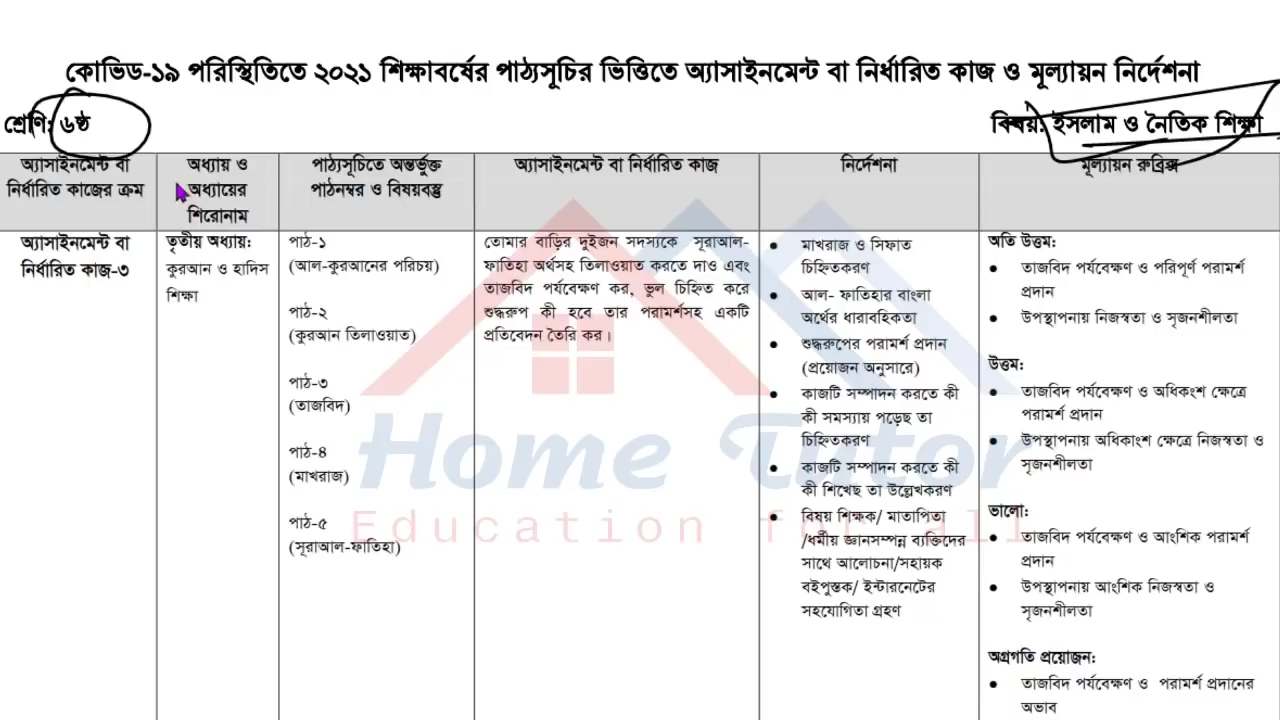 কোভিড-১৯ পরিস্থিতিতে ২০২১ শিক্ষাবর্ষের পাঠ্যসূচির ভিত্তিতে অ্যাসাইনমেন্ট বা নির্ধারিত কাজ ও মূল্যায়ন নির্দেশনা
শ্রেণি: ৬ষ্ঠ
বিষয়: ইসলাম ও নৈতিক শিক্ষা
অ্যাসাইনমেন্ট বা
নির্ধারিত কাজের ক্রম
অধ্যায় ও
অধ্যায়ের
শিরোনাম
পাঠ্যসূচিতে অন্তর্ভুক্ত
পাঠনম্বর ও বিষয়বস্তু
অ্যাসাইনমেন্ট বা নির্ধারিত কাজ
নির্দেশনা
মূল্যায়ন রুব্রিক্স
অ্যাসাইনমেন্ট বা
নির্ধারিত কাজ-৩
তৃতীয় অধ্যায়:
কুরআন ও হাদিস
শিক্ষা
পাঠ-১
(আল-কুরআনের পরিচয়)
পাঠ-২
(কুরআন তিলাওয়াত)
পাঠ-৩
(তাজবিদ)
পাঠ-৪
(মাখরাজ)
পাঠ-৫
(সূরাআল-ফাতিহা)
তোমার বাড়ির দুইজন সদস্যকে সূরাআল-
ফাতিহা অর্থসহ তিলাওয়াত করতে দাও এবং
তাজবিদ পর্যবেক্ষণ কর, ভুল চিহ্নিত করে
শুদ্ধরুপ কী হবে তার পরামর্শসহ একটি
প্রতিবেদন তৈরি কর।
● মাখরাজ ও সিফাত
চিহ্নিতকরণ
● আল- ফাতিহার বাংলা
অর্থের ধারাবহিকতা
● শুদ্ধরুপের পরামর্শ প্রদান
(প্রয়োজন অনুসারে)
● কাজটি সম্পাদন করতে কী
কী সমস্যায় পড়েছ তা
চিহ্নিতকরণ
● কাজটি সম্পাদন করতে কী
কী শিখেছ তা উল্লেখকরণ
● বিষয় শিক্ষক/ মাতাপিতা
/ধর্মীয় জ্ঞানসম্পন্ন ব্যক্তিদের
সাথে আলোচনা/সহায়ক
বইপুস্তক/ ইন্টারনেটের
সহযোগিতা গ্রহণ
অতি উত্তম:
● তাজবিদ পর্যবেক্ষণ ও পরিপূর্ণ পরামর্শ
প্রদান
● উপস্থাপনায় নিজস্বতা ও সৃজনশীলতা
উত্তম:
● তাজবিদ পর্যবেক্ষণ ও অধিকংশ ক্ষেত্রে
পরামর্শ প্রদান
● উপস্থাপনায় অধিকাংশ ক্ষেত্রে নিজস্বতা ও
সৃজনশীলতা
ভালো:
● তাজবিদ পর্যবেক্ষণ ও আংশিক পরামর্শ
প্রদান
● উপস্থাপনায় আংশিক নিজস্বতা ও
সৃজনশীলতা
অগ্রগতি প্রয়োজন:
● তাজবিদ পর্যবেক্ষণ ও পরামর্শ প্রদানের
অভাব
Home Tutor
Education for all